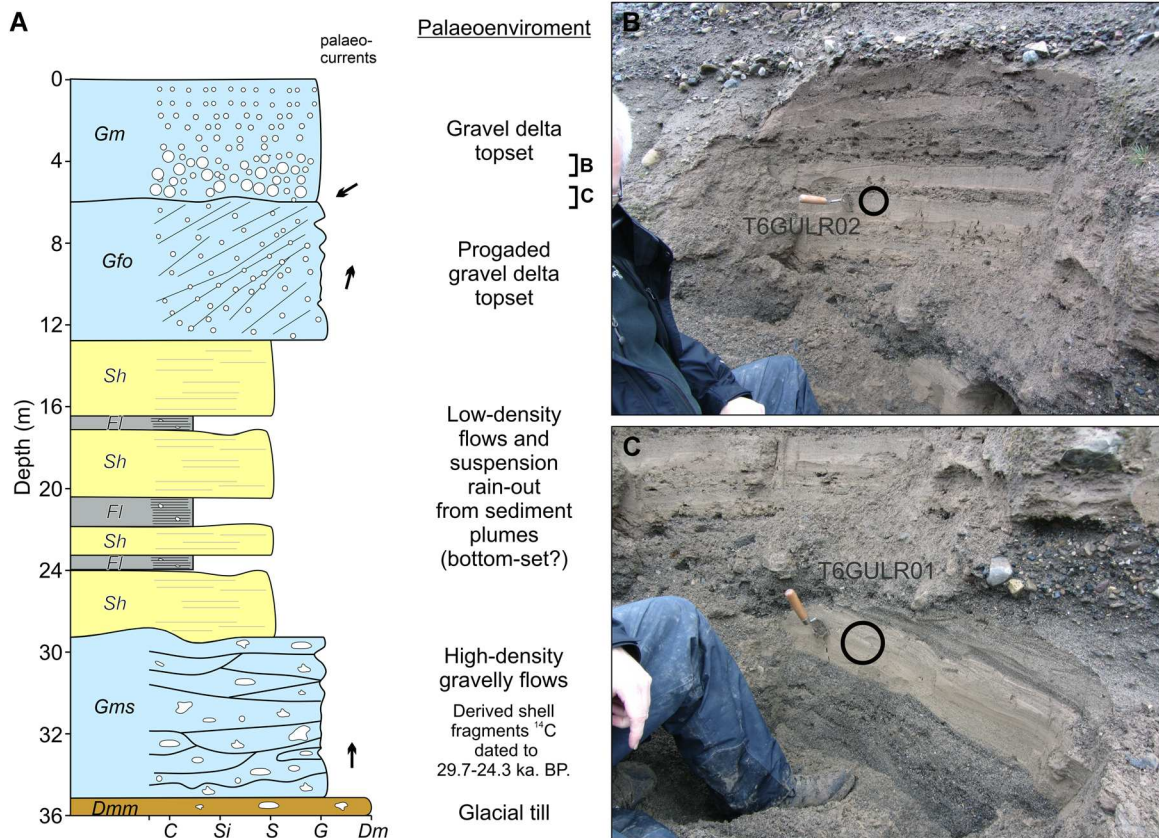 A
Palaeoenviroment
palaeo-
currents
0
4
8
12
16
20
24
30
32
36
Depth (m)
Gm
Gfo
Sh
Fl
Sh
Fl
Sh
Fl
Sh
Gms
Dmm
C
Si
S
G
Dm
B
C
Gravel delta
topset
Progaded
gravel delta
topset
Low-density
flows and
suspension
rain-out
from sediment
plumes
(bottom-set?)
High-density
gravelly flows
Derived shell
fragments ¹⁴C
dated to
29.7-24.3 ka. BP.
Glacial till
B
T6GULR02
C
T6GULR01